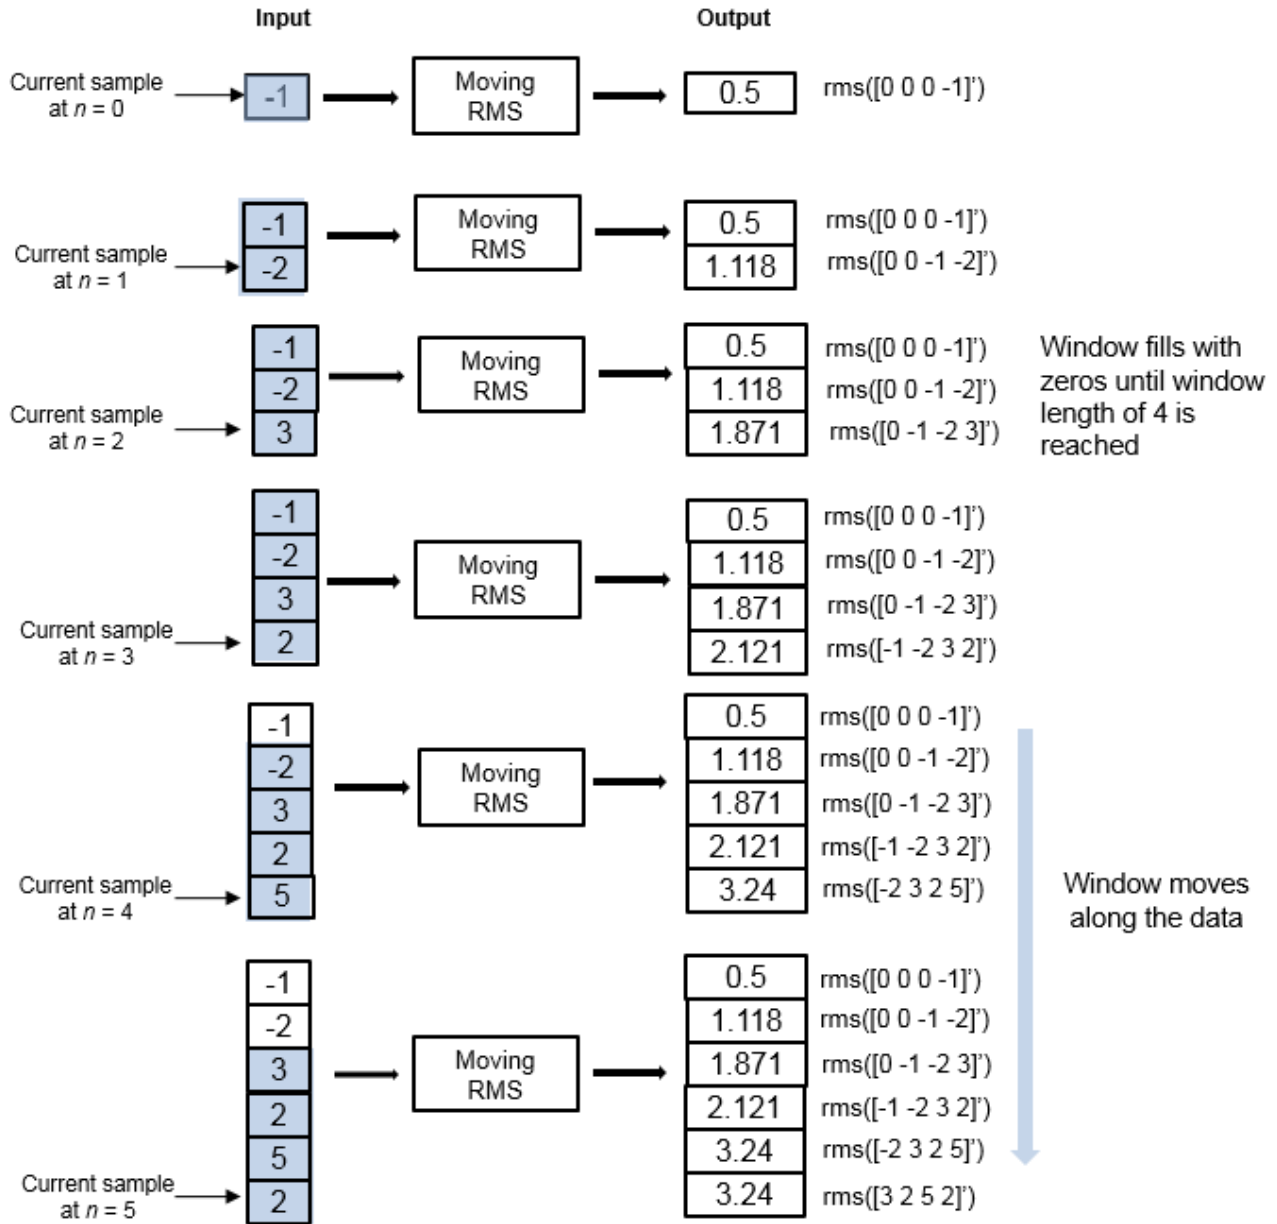 Input
Output
Current sample
at n = 0
-1
Moving
RMS
0.5
rms([0 0 0 -1]’)
Current sample
at n = 1
-1
-2
Moving
RMS
0.5
1.118
rms([0 0 0 -1]’)
rms([0 0 -1 -2]’)
Current sample
at n = 2
-1
-2
3
Moving
RMS
0.5
1.118
1.871
rms([0 0 0 -1]’)
rms([0 0 -1 -2]’)
rms([0 -1 -2 3]’)
Window fills with
zeros until window
length of 4 is
reached
Current sample
at n = 3
-1
-2
3
2
Moving
RMS
0.5
1.118
1.871
2.121
rms([0 0 0 -1]’)
rms([0 0 -1 -2]’)
rms([0 -1 -2 3]’)
rms([-1 -2 3 2]’)
Current sample
at n = 4
-1
-2
3
2
5
Moving
RMS
0.5
1.118
1.871
2.121
3.24
rms([0 0 0 -1]’)
rms([0 0 -1 -2]’)
rms([0 -1 -2 3]’)
rms([-1 -2 3 2]’)
rms([-2 3 2 5]’)
Window moves
along the data
Current sample
at n = 5
-1
-2
3
2
5
2
Moving
RMS
0.5
1.118
1.871
2.121
3.24
3.24
rms([0 0 0 -1]’)
rms([0 0 -1 -2]’)
rms([0 -1 -2 3]’)
rms([-1 -2 3 2]’)
rms([-2 3 2 5]’)
rms([3 2 5 2]’)